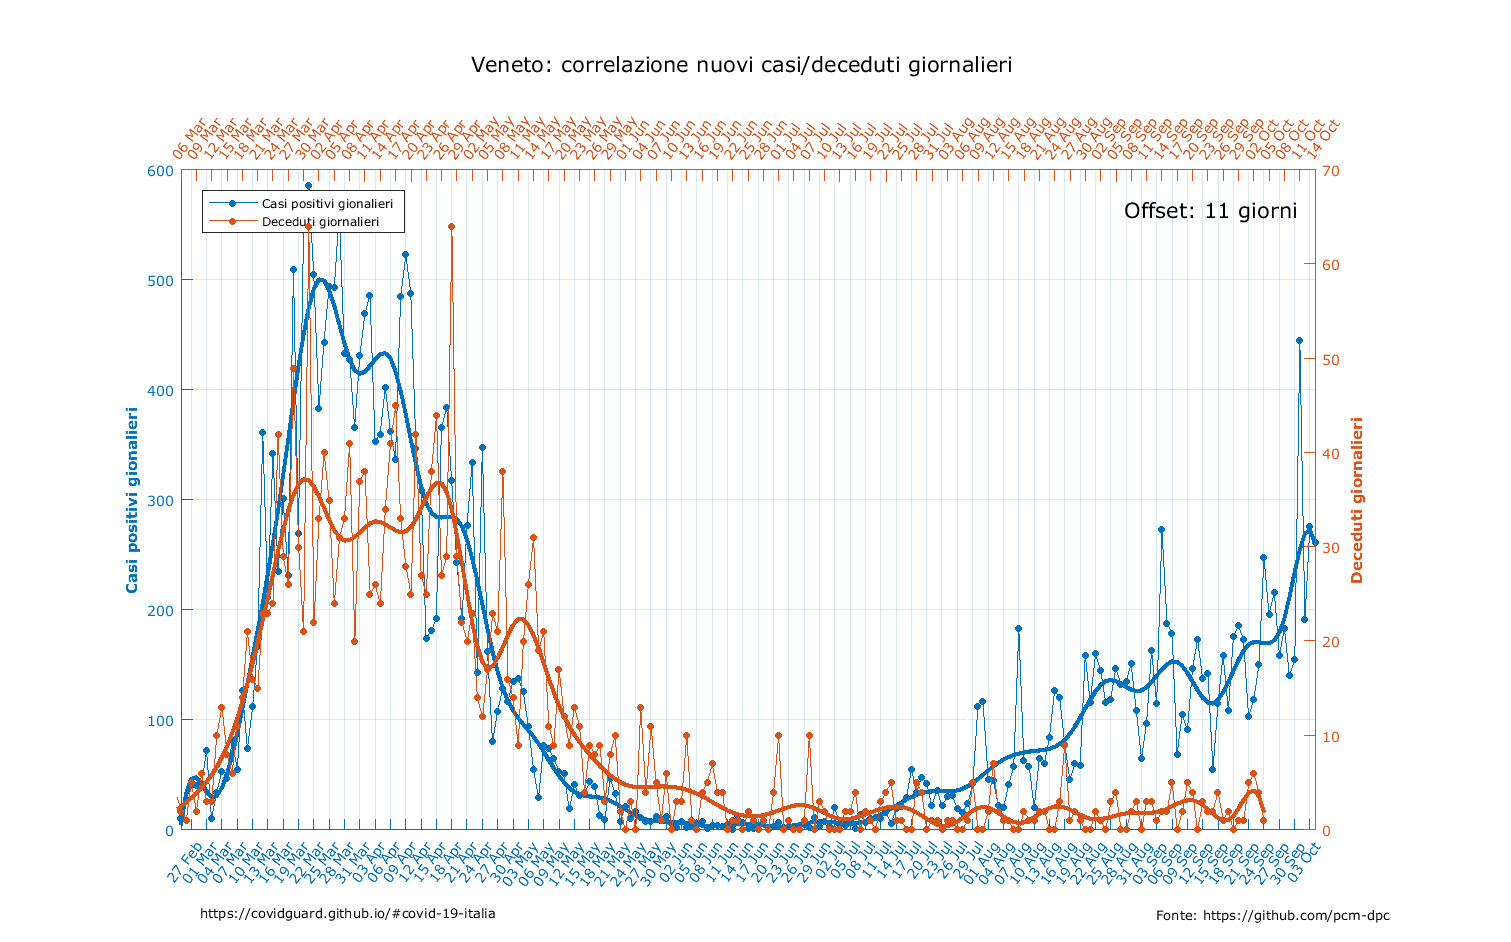 Veneto: correlazione nuovi casi/deceduti giornalieri
06 Mar
09 Mar
12 Mar
15 Mar
18 Mar
21 Mar
24 Mar
27 Mar
30 Mar
02 Apr
05 Apr
08 Apr
11 Apr
14 Apr
17 Apr
20 Apr
23 Apr
26 Apr
29 Apr
02 May
05 May
08 May
11 May
14 May
17 May
20 May
23 May
26 May
29 May
01 Jun
04 Jun
07 Jun
10 Jun
13 Jun
16 Jun
19 Jun
22 Jun
25 Jun
28 Jun
01 Jul
04 Jul
07 Jul
10 Jul
13 Jul
16 Jul
19 Jul
22 Jul
25 Jul
28 Jul
31 Jul
03 Aug
06 Aug
09 Aug
12 Aug
15 Aug
18 Aug
21 Aug
24 Aug
27 Aug
30 Aug
02 Sep
05 Sep
08 Sep
11 Sep
14 Sep
17 Sep
20 Sep
23 Sep
26 Sep
29 Sep
02 Oct
05 Oct
08 Oct
11 Oct
14 Oct
600
500
400
300
200
100
0
Casi positivi gionalieri
Casi positivi gionalieri
Deceduti giornalieri
Offset: 11 giorni
70
60
50
40
30
20
10
0
Deceduti giornalieri
27 Feb
01 Mar
04 Mar
07 Mar
10 Mar
13 Mar
16 Mar
19 Mar
22 Mar
25 Mar
28 Mar
31 Mar
03 Apr
06 Apr
09 Apr
12 Apr
15 Apr
18 Apr
21 Apr
24 Apr
27 Apr
30 Apr
03 May
06 May
09 May
12 May
15 May
18 May
21 May
24 May
27 May
30 May
02 Jun
05 Jun
08 Jun
11 Jun
14 Jun
17 Jun
20 Jun
23 Jun
26 Jun
29 Jun
02 Jul
05 Jul
08 Jul
11 Jul
14 Jul
17 Jul
20 Jul
23 Jul
26 Jul
29 Jul
01 Aug
04 Aug
07 Aug
10 Aug
13 Aug
16 Aug
19 Aug
22 Aug
25 Aug
28 Aug
31 Aug
03 Sep
06 Sep
09 Sep
12 Sep
15 Sep
18 Sep
21 Sep
24 Sep
27 Sep
30 Sep
03 Oct
https://covidguard.github.io/#covid-19-italia
Fonte: https://github.com/pcm-dpc